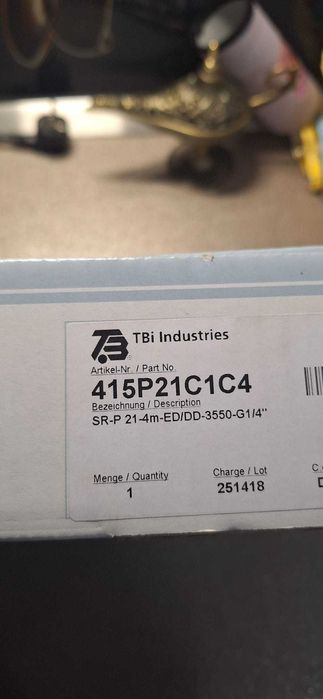 TBi Industries
Artikel-Nr. / Part No.
415P21C1C4
Bezeichnung / Description
SR-P 21-4m-ED/DD-3550-G1/4"
Menge / Quantity Charge / Lot
1 251418